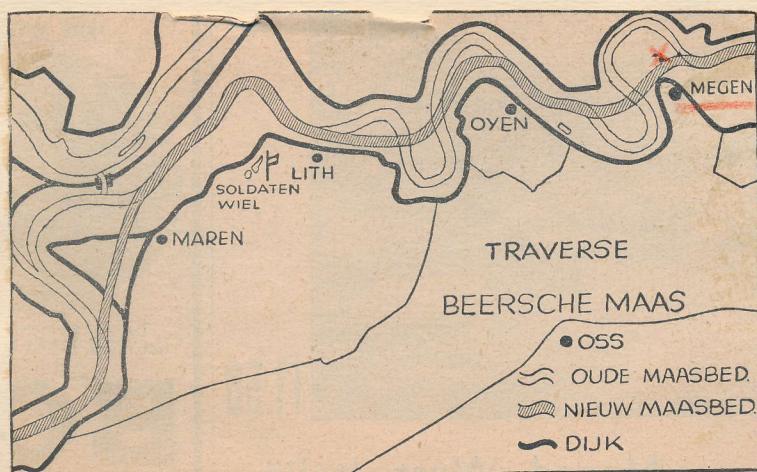 MEGEN
OYEN
LITH
SOLDATEN
WIEL
MAREN
TRAVERSE
BEERSCHE MAAS
OSS
OUDE MAASBED.
NIEUW MAASBED.
DIJK